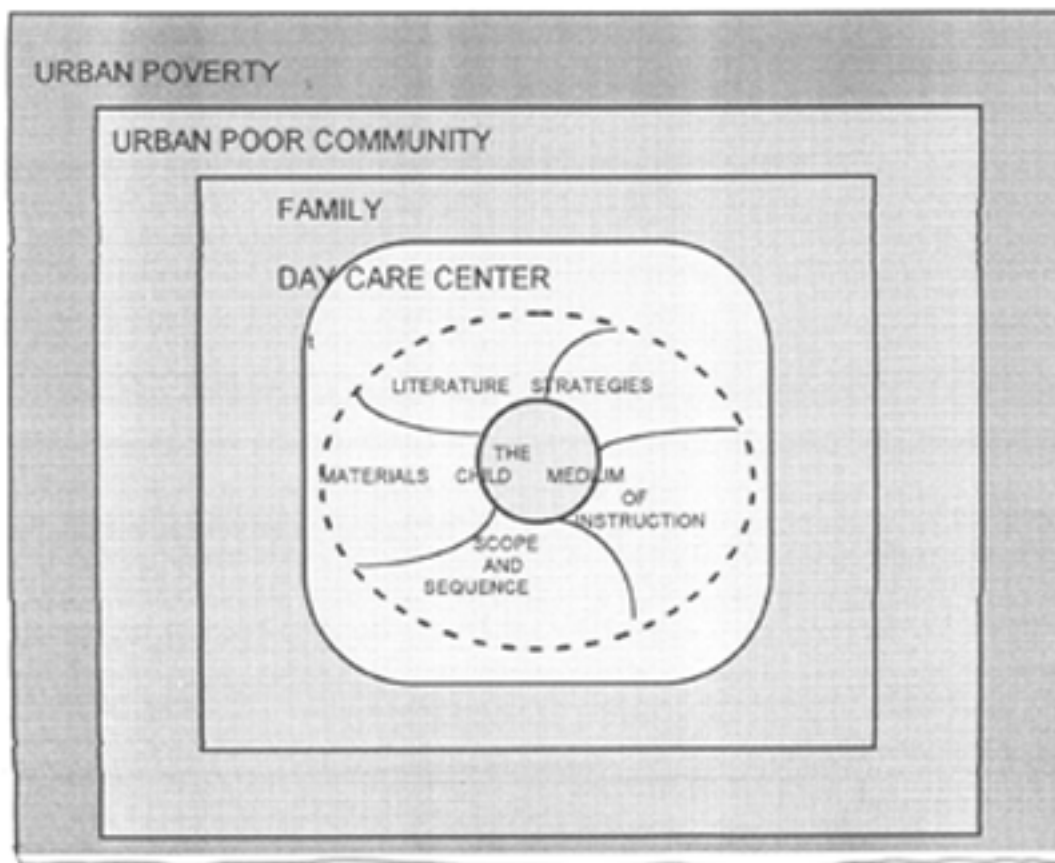 URBAN POVERTY
URBAN POOR COMMUNITY
FAMILY
DAY CARE CENTER
LITERATURE STRATEGIES
THE
MATERIALS CHILD MEDIUM
OF
INSTRUCTION
SCOPE
AND
SEQUENCE